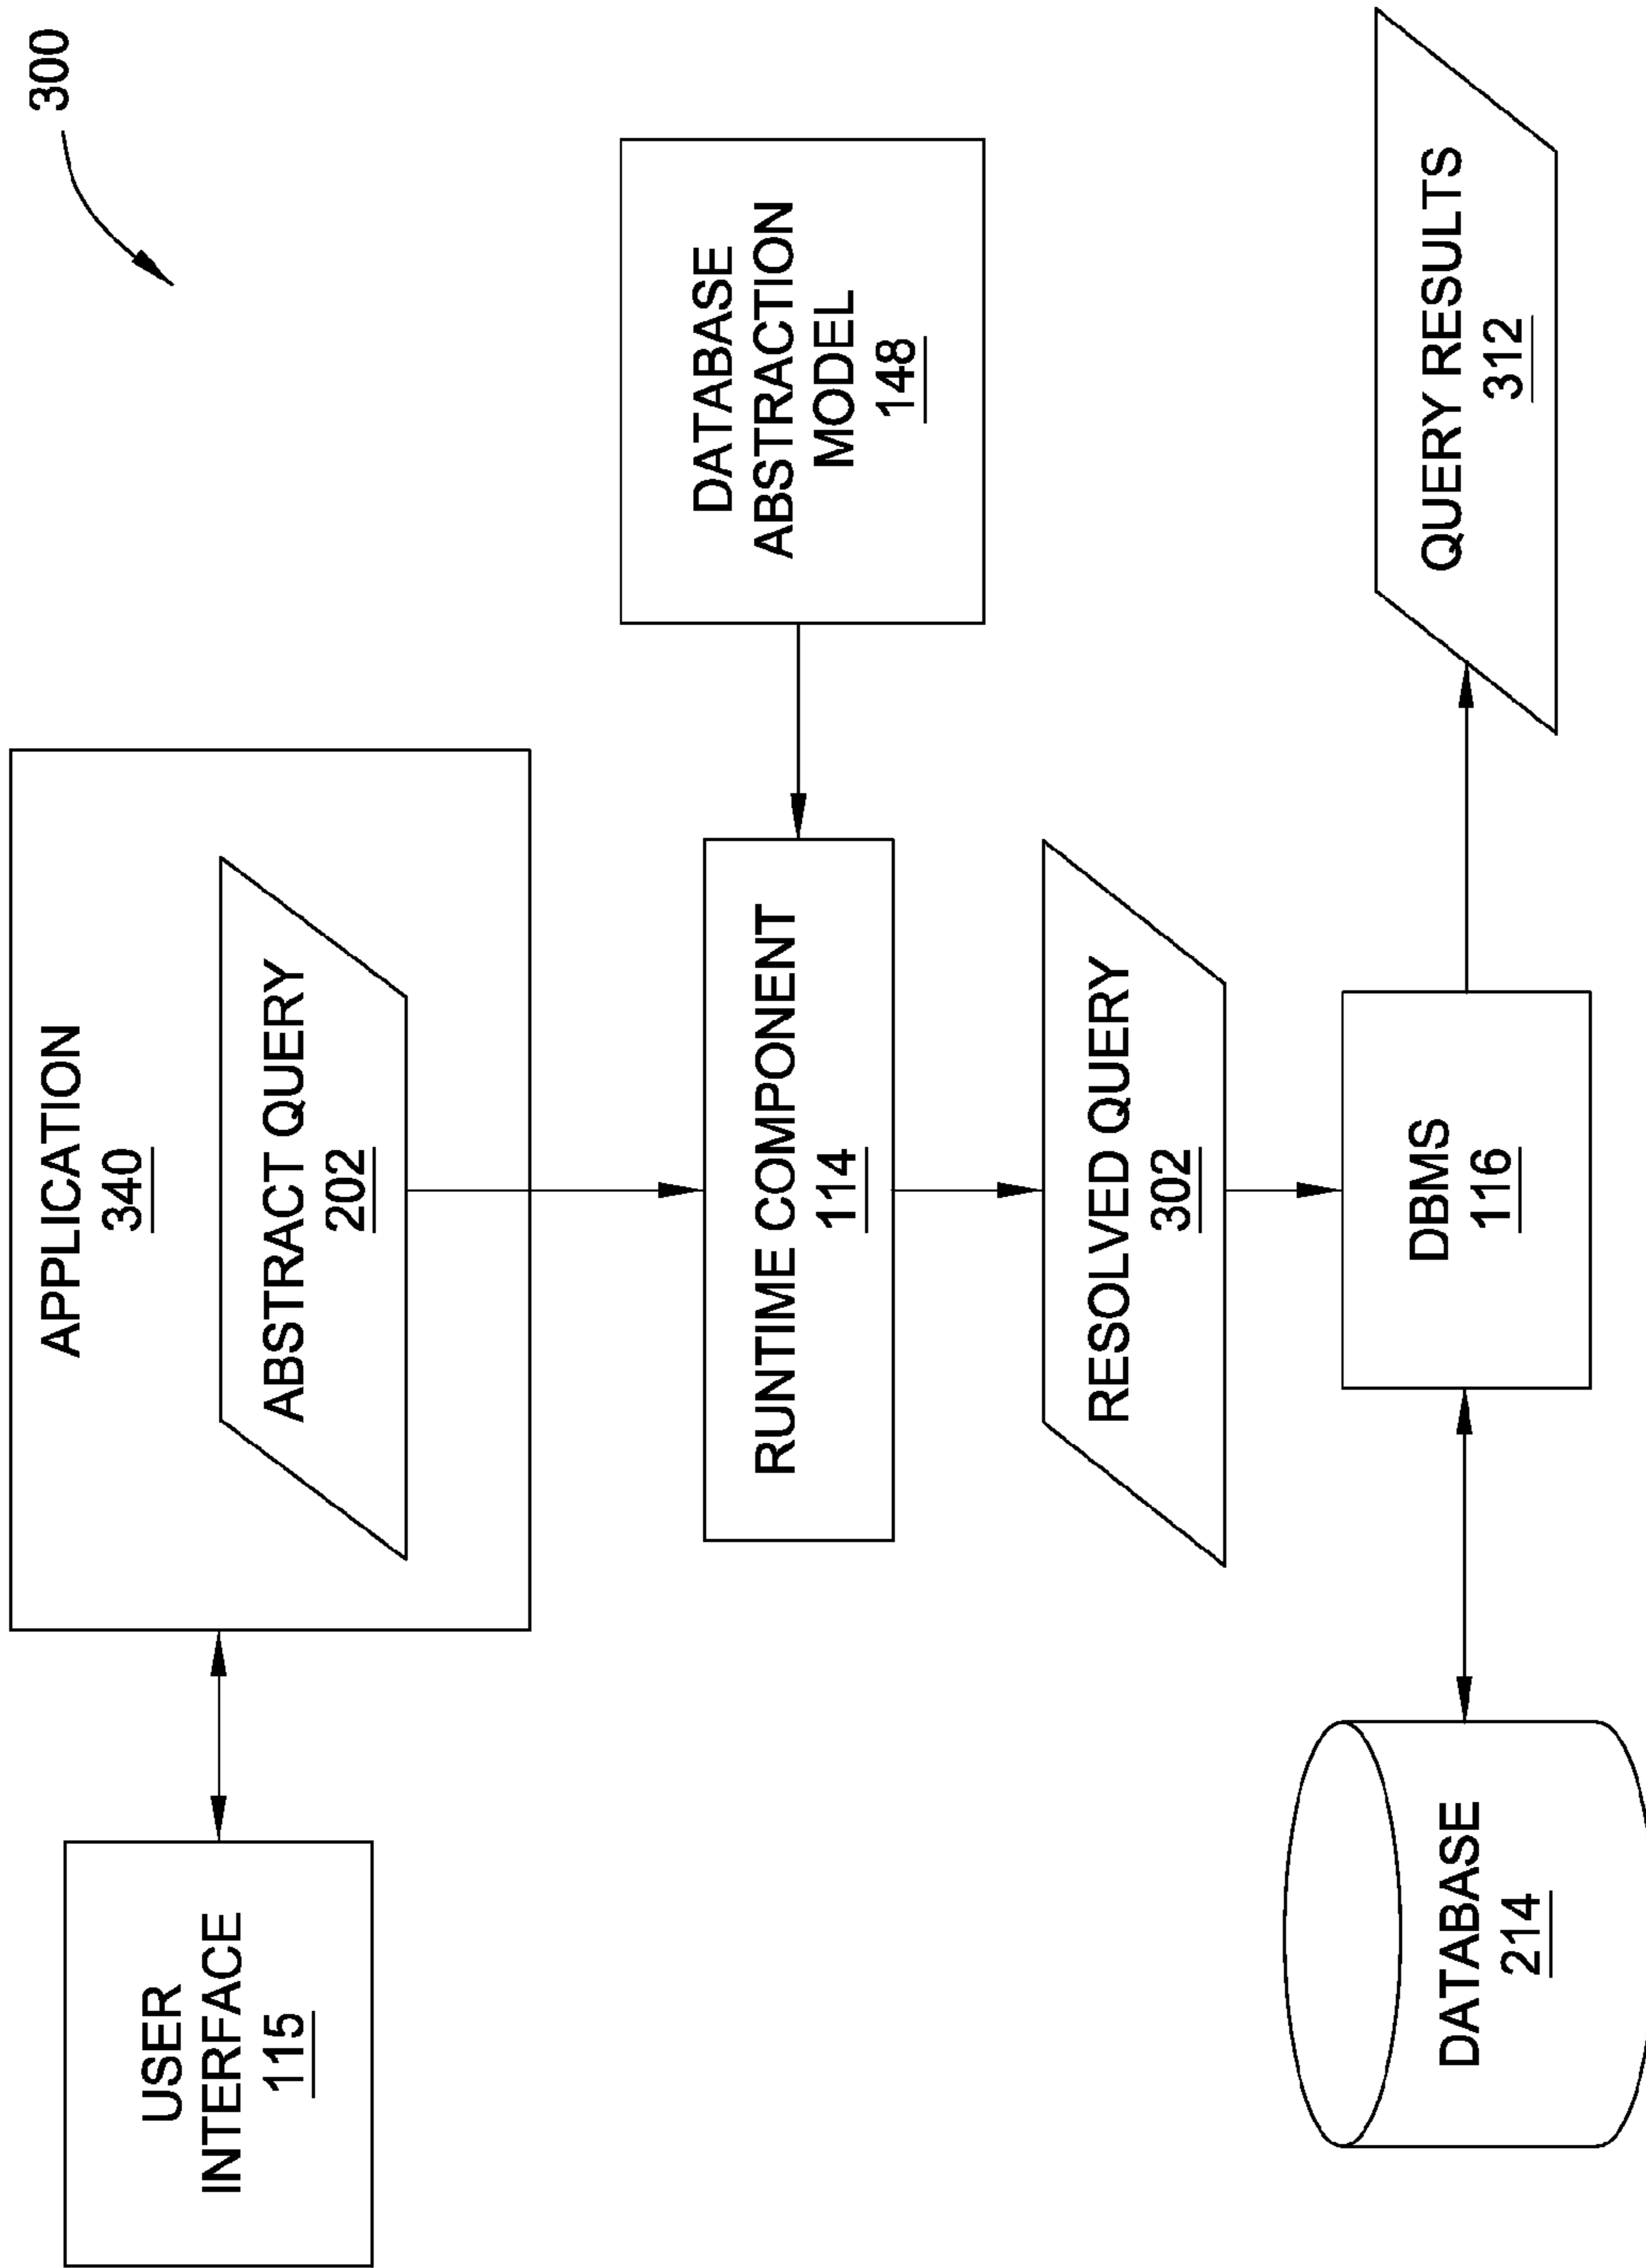 300
APPLICATION
340
USER
INTERFACE
115
ABSTRACT QUERY
202
DATABASE
ABSTRACTION
MODEL
148
RUNTIME COMPONENT
114
RESOLVED QUERY
302
DATABASE
214
DBMS
116
QUERY RESULTS
312